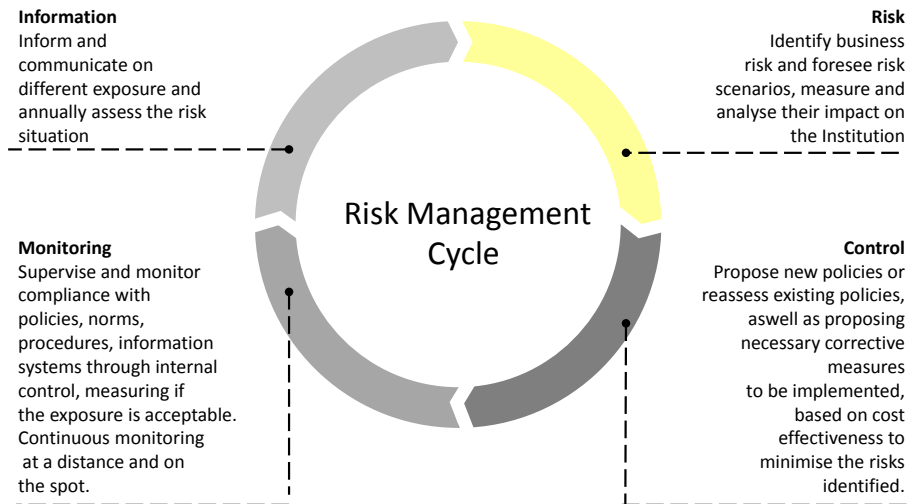 Information
Inform and
communicate on
different exposure and
annually assess the risk
situation
Risk
Identify business
risk and foresee risk
scenarios, measure and
analyse their impact on
the Institution
Risk Management
Cycle
Monitoring
Supervise and monitor
compliance with
policies, norms,
procedures, information
systems through internal
control, measuring if
the exposure is acceptable.
Continuous monitoring
at a distance and on
the spot.
Control
Propose new policies or
reassess existing policies,
aswell as proposing
necessary corrective
measures
to be implemented,
based on cost
effectiveness to
minimise the risks
identified.